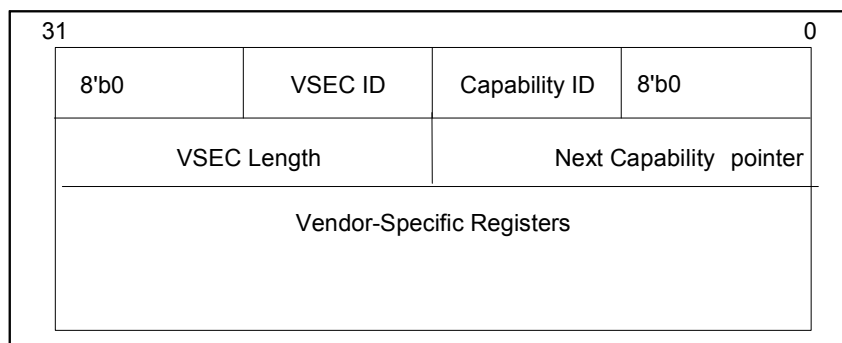 31 0
8'b0 VSEC ID Capability ID 8'b0
VSEC Length Next Capability pointer
Vendor-Specific Registers